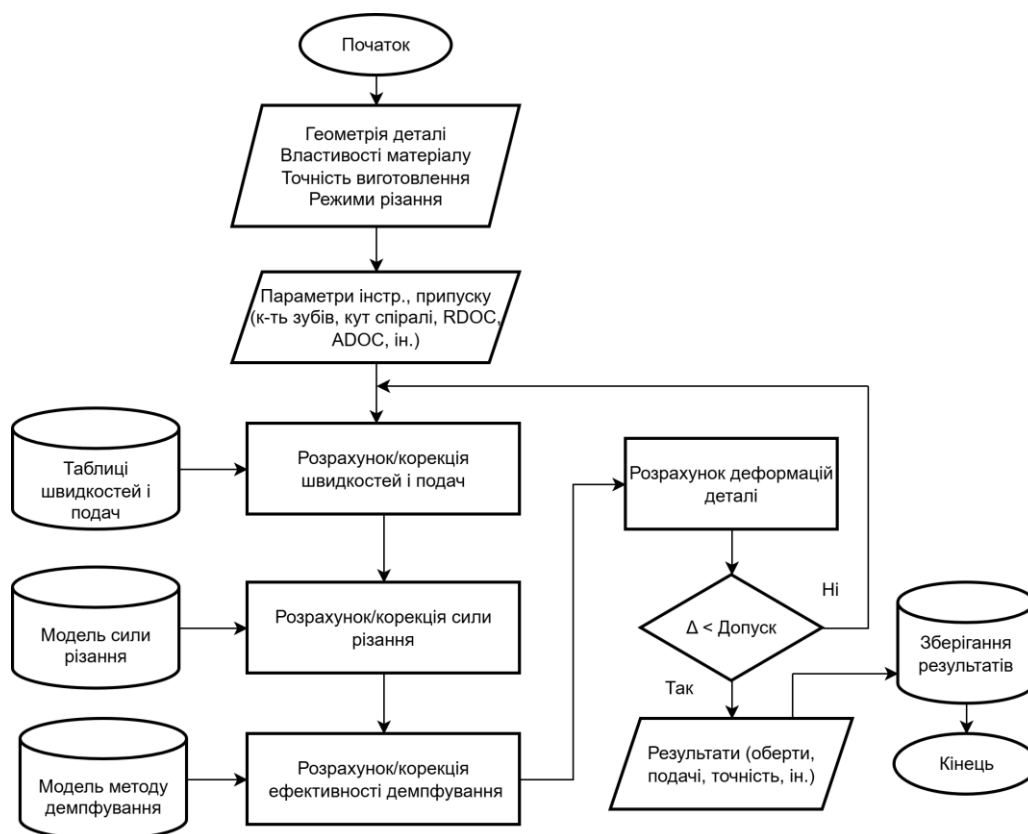 Початок
Геометрія деталі
Властивості матеріалу
Точність виготовлення
Режими різання
Параметри інстр., припуску
(к-ть зубів, кут спіралі, RDOC,
ADOC, ін.)
Таблиці
швидкостей і
подач
Розрахунок/корекція
швидкостей і подач
Модель сили
різання
Розрахунок/корекція сили
різання
Модель методу
демпфування
Розрахунок/корекція
ефективності демпфування
Розрахунок деформацій
деталі
Δ < Допуск
Ні
Так
Результати (оберти,
подачі, точність, ін.)
Зберігання
результатів
Кінець